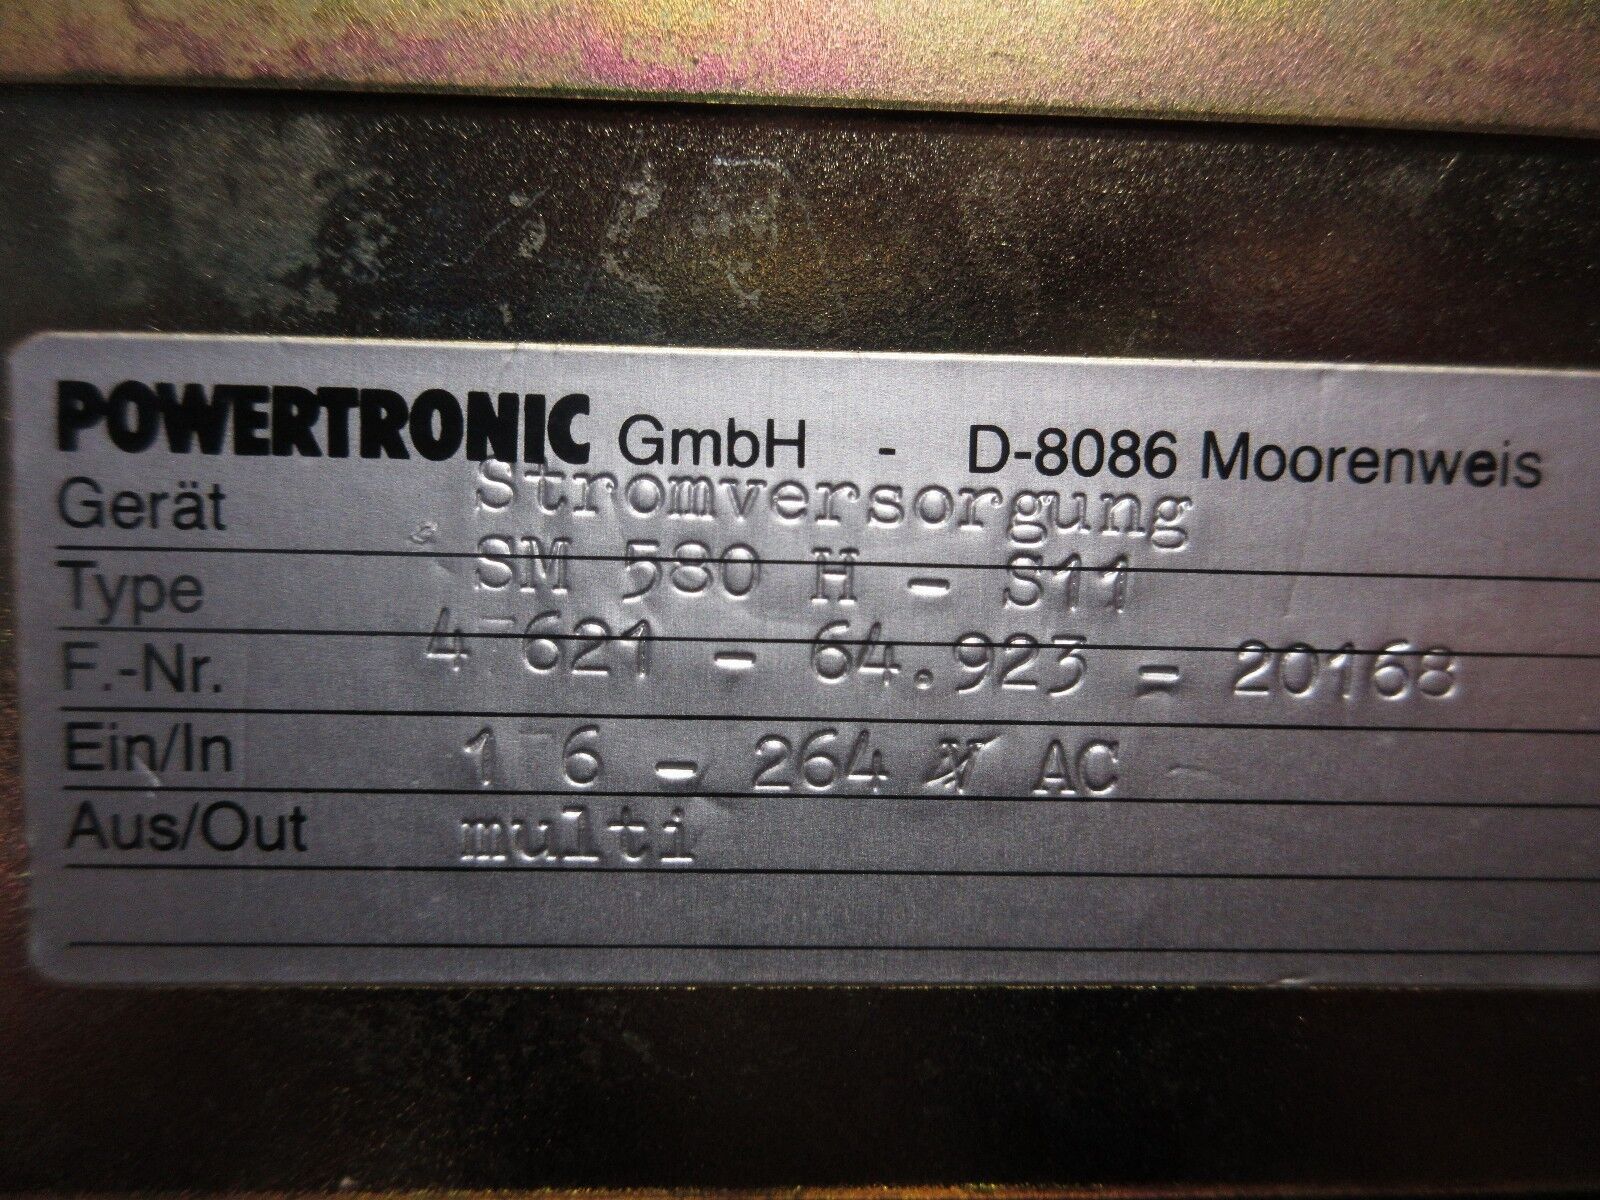 POWERTRONIC GmbH - D-8086 Moorenweis
Gerät Stromversorgung
Type SM 580 H - S11
F.-Nr. 4 621 - 64.923 - 20168
Ein/In 1 6 - 264 V AC
Aus/Out multi